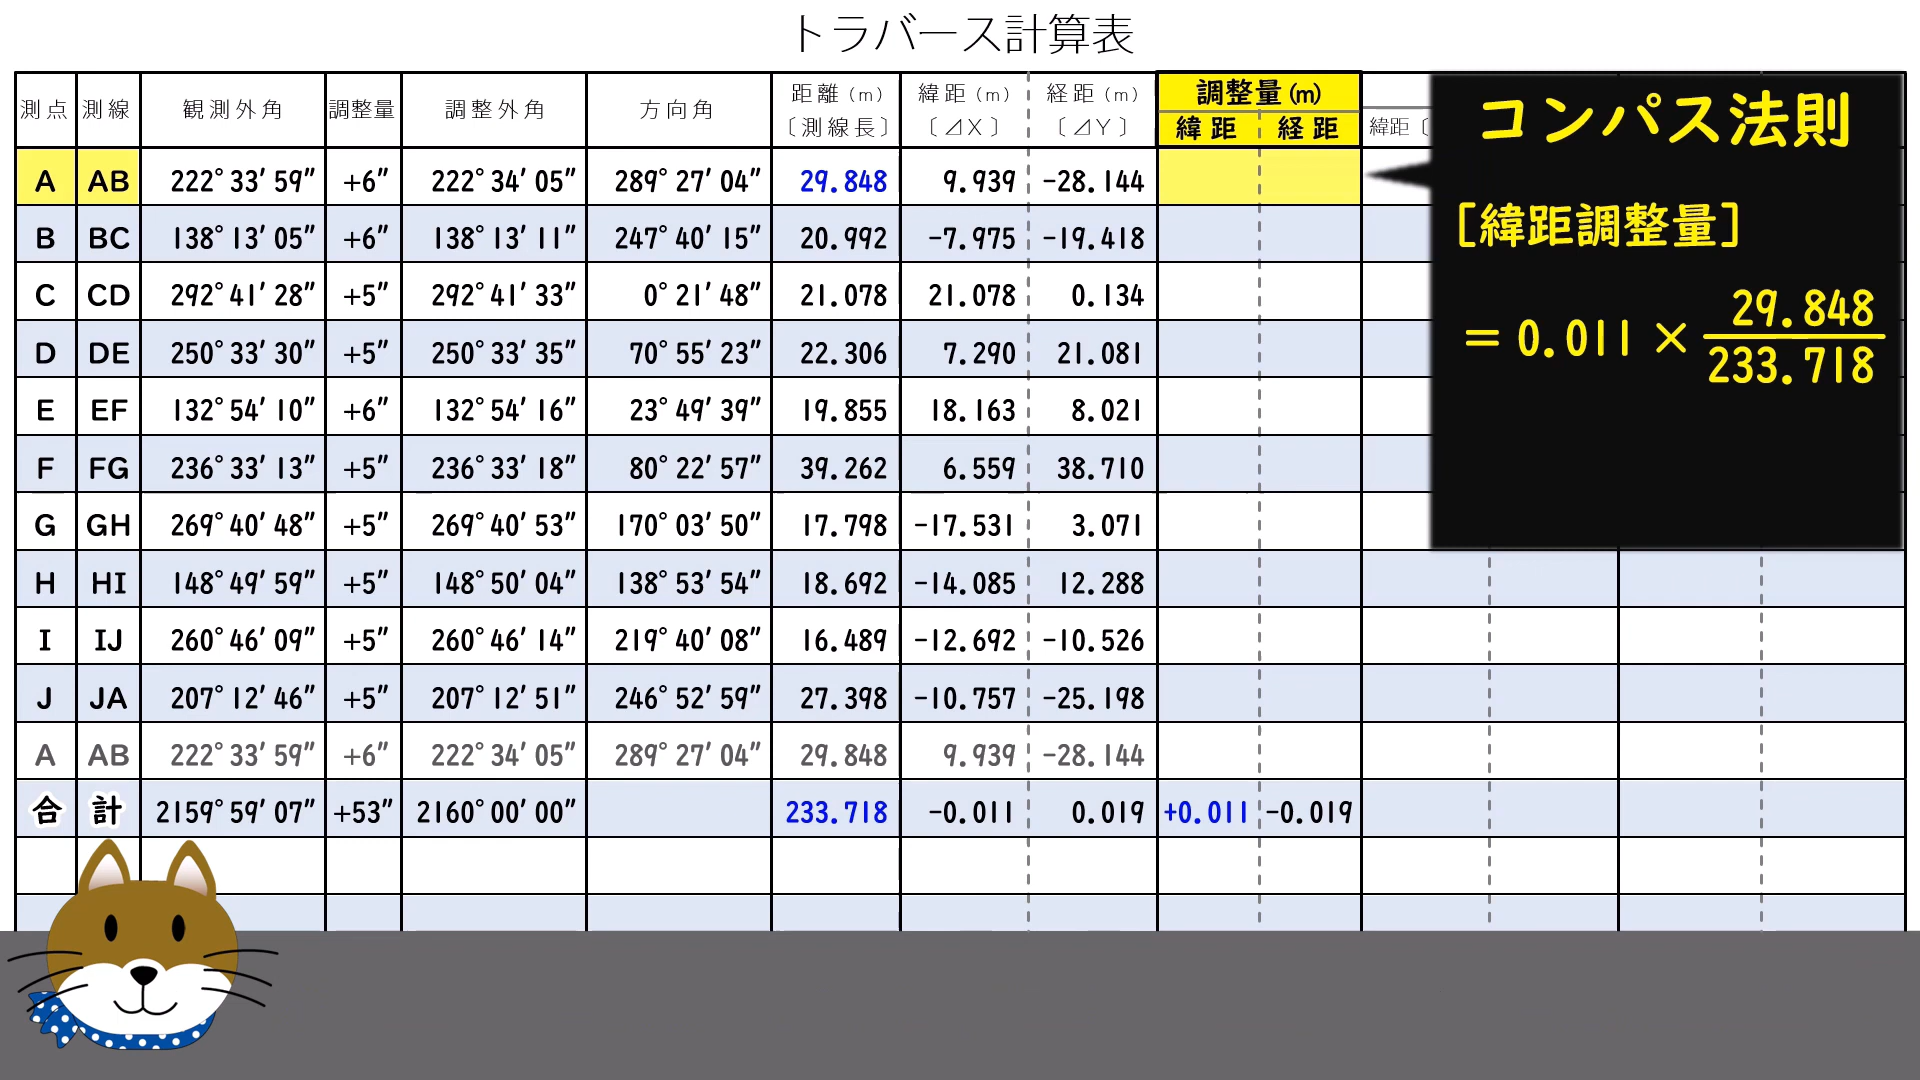 トラバース計算表
測点 測線 観測外角 調整量 調整外角 方向角 距離(m) 緯距(m) 経距(m) 調整量(m)
〔測線長〕 〔⊿X〕 〔⊿Y〕 緯距 経距 緯距〔
A AB 222°33′59″ +6″ 222°34′05″ 289°27′04″ 29.848 9.939 -28.144
B BC 138°13′05″ +6″ 138°13′11″ 247°40′15″ 20.992 -7.975 -19.418
C CD 292°41′28″ +5″ 292°41′33″ 0°21′48″ 21.078 21.078 0.134
D DE 250°33′30″ +5″ 250°33′35″ 70°55′23″ 22.306 7.290 21.081
E EF 132°54′10″ +6″ 132°54′16″ 23°49′39″ 19.855 18.163 8.021
F FG 236°33′13″ +5″ 236°33′18″ 80°22′57″ 39.262 6.559 38.710
G GH 269°40′48″ +5″ 269°40′53″ 170°03′50″ 17.798 -17.531 3.071
H HI 148°49′59″ +5″ 148°50′04″ 138°53′54″ 18.692 -14.085 12.288
I IJ 260°46′09″ +5″ 260°46′14″ 219°40′08″ 16.489 -12.692 -10.526
J JA 207°12′46″ +5″ 207°12′51″ 246°52′59″ 27.398 -10.757 -25.198
A AB 222°33′59″ +6″ 222°34′05″ 289°27′04″ 29.848 9.939 -28.144
合計 2159°59′07″ +53″ 2160°00′00″ 233.718 -0.011 0.019 +0.011 -0.019
コンパス法則
[緯距調整量]
29.848
=0.011×
233.718